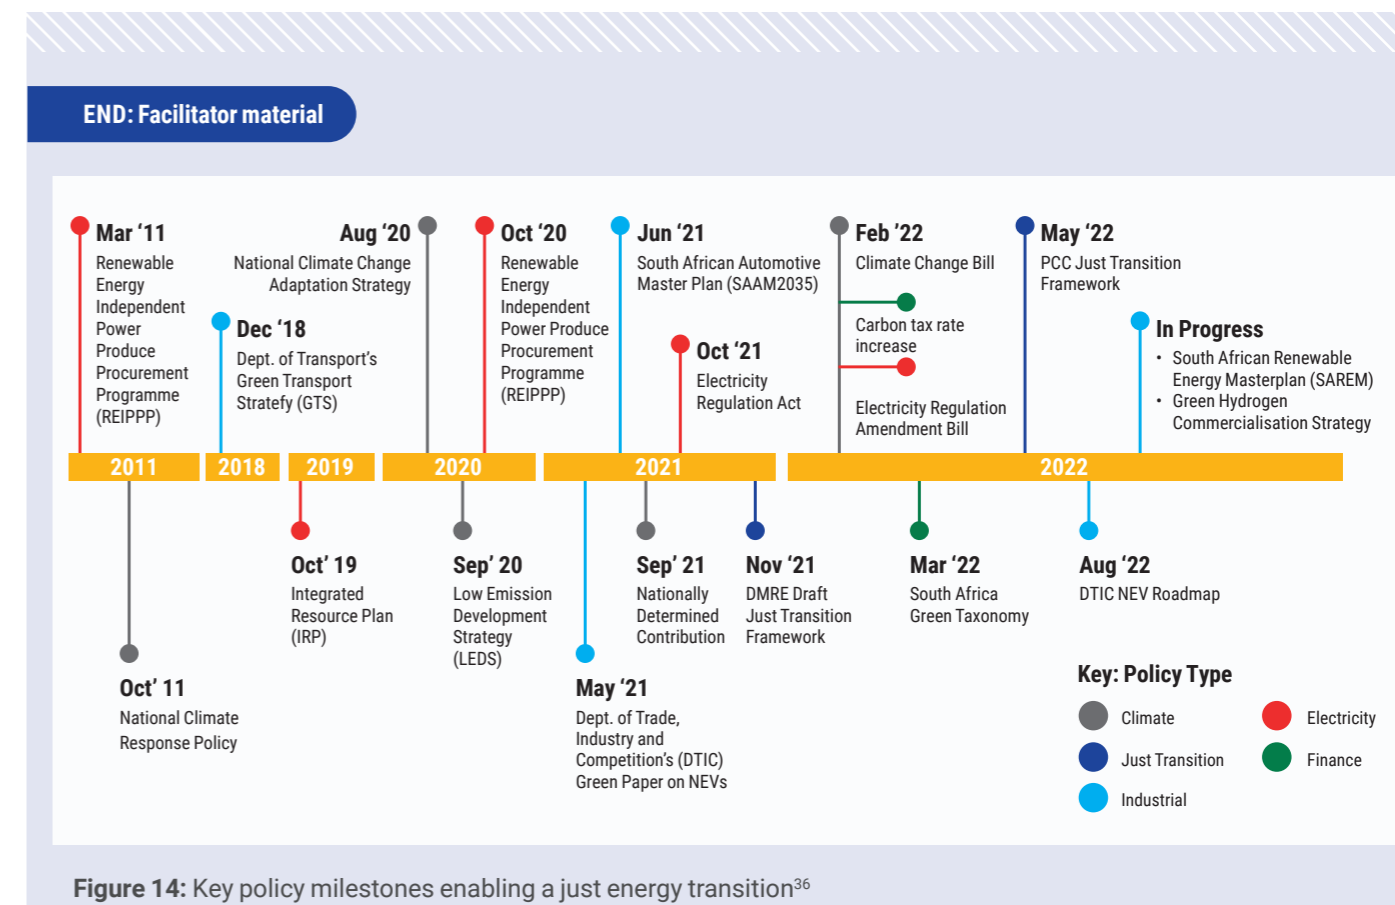 END: Facilitator material
Mar ‘11
Renewable
Energy
Independent
Power
Produce
Procurement
Programme
(REIPPP)
Dec ‘18
Dept. of Transport’s
Green Transport
Stratefy (GTS)
Aug ‘20
National Climate Change
Adaptation Strategy
Oct ‘20
Renewable
Energy
Independent
Power Produce
Procurement
Programme
(REIPPP)
Jun ‘21
South African Automotive
Master Plan (SAAM2035)
Oct ‘21
Electricity
Regulation Act
Feb ‘22
Climate Change Bill
Carbon tax rate
increase
Electricity Regulation
Amendment Bill
May ‘22
PCC Just Transition
Framework
In Progress
• South African Renewable
Energy Masterplan (SAREM)
• Green Hydrogen
Commercialisation Strategy
2011
2018
2019
2020
2021
2022
Oct’ 11
National Climate
Response Policy
Oct’ 19
Integrated
Resource Plan
(IRP)
Sep’ 20
Low Emission
Development
Strategy
(LEDS)
May ‘21
Dept. of Trade,
Industry and
Competition’s (DTIC)
Green Paper on NEVs
Sep’ 21
Nationally
Determined
Contribution
Nov ‘21
DMRE Draft
Just Transition
Framework
Mar ‘22
South Africa
Green Taxonomy
Aug ‘22
DTIC NEV Roadmap
Key: Policy Type
Climate
Electricity
Just Transition
Finance
Industrial
Figure 14: Key policy milestones enabling a just energy transition36